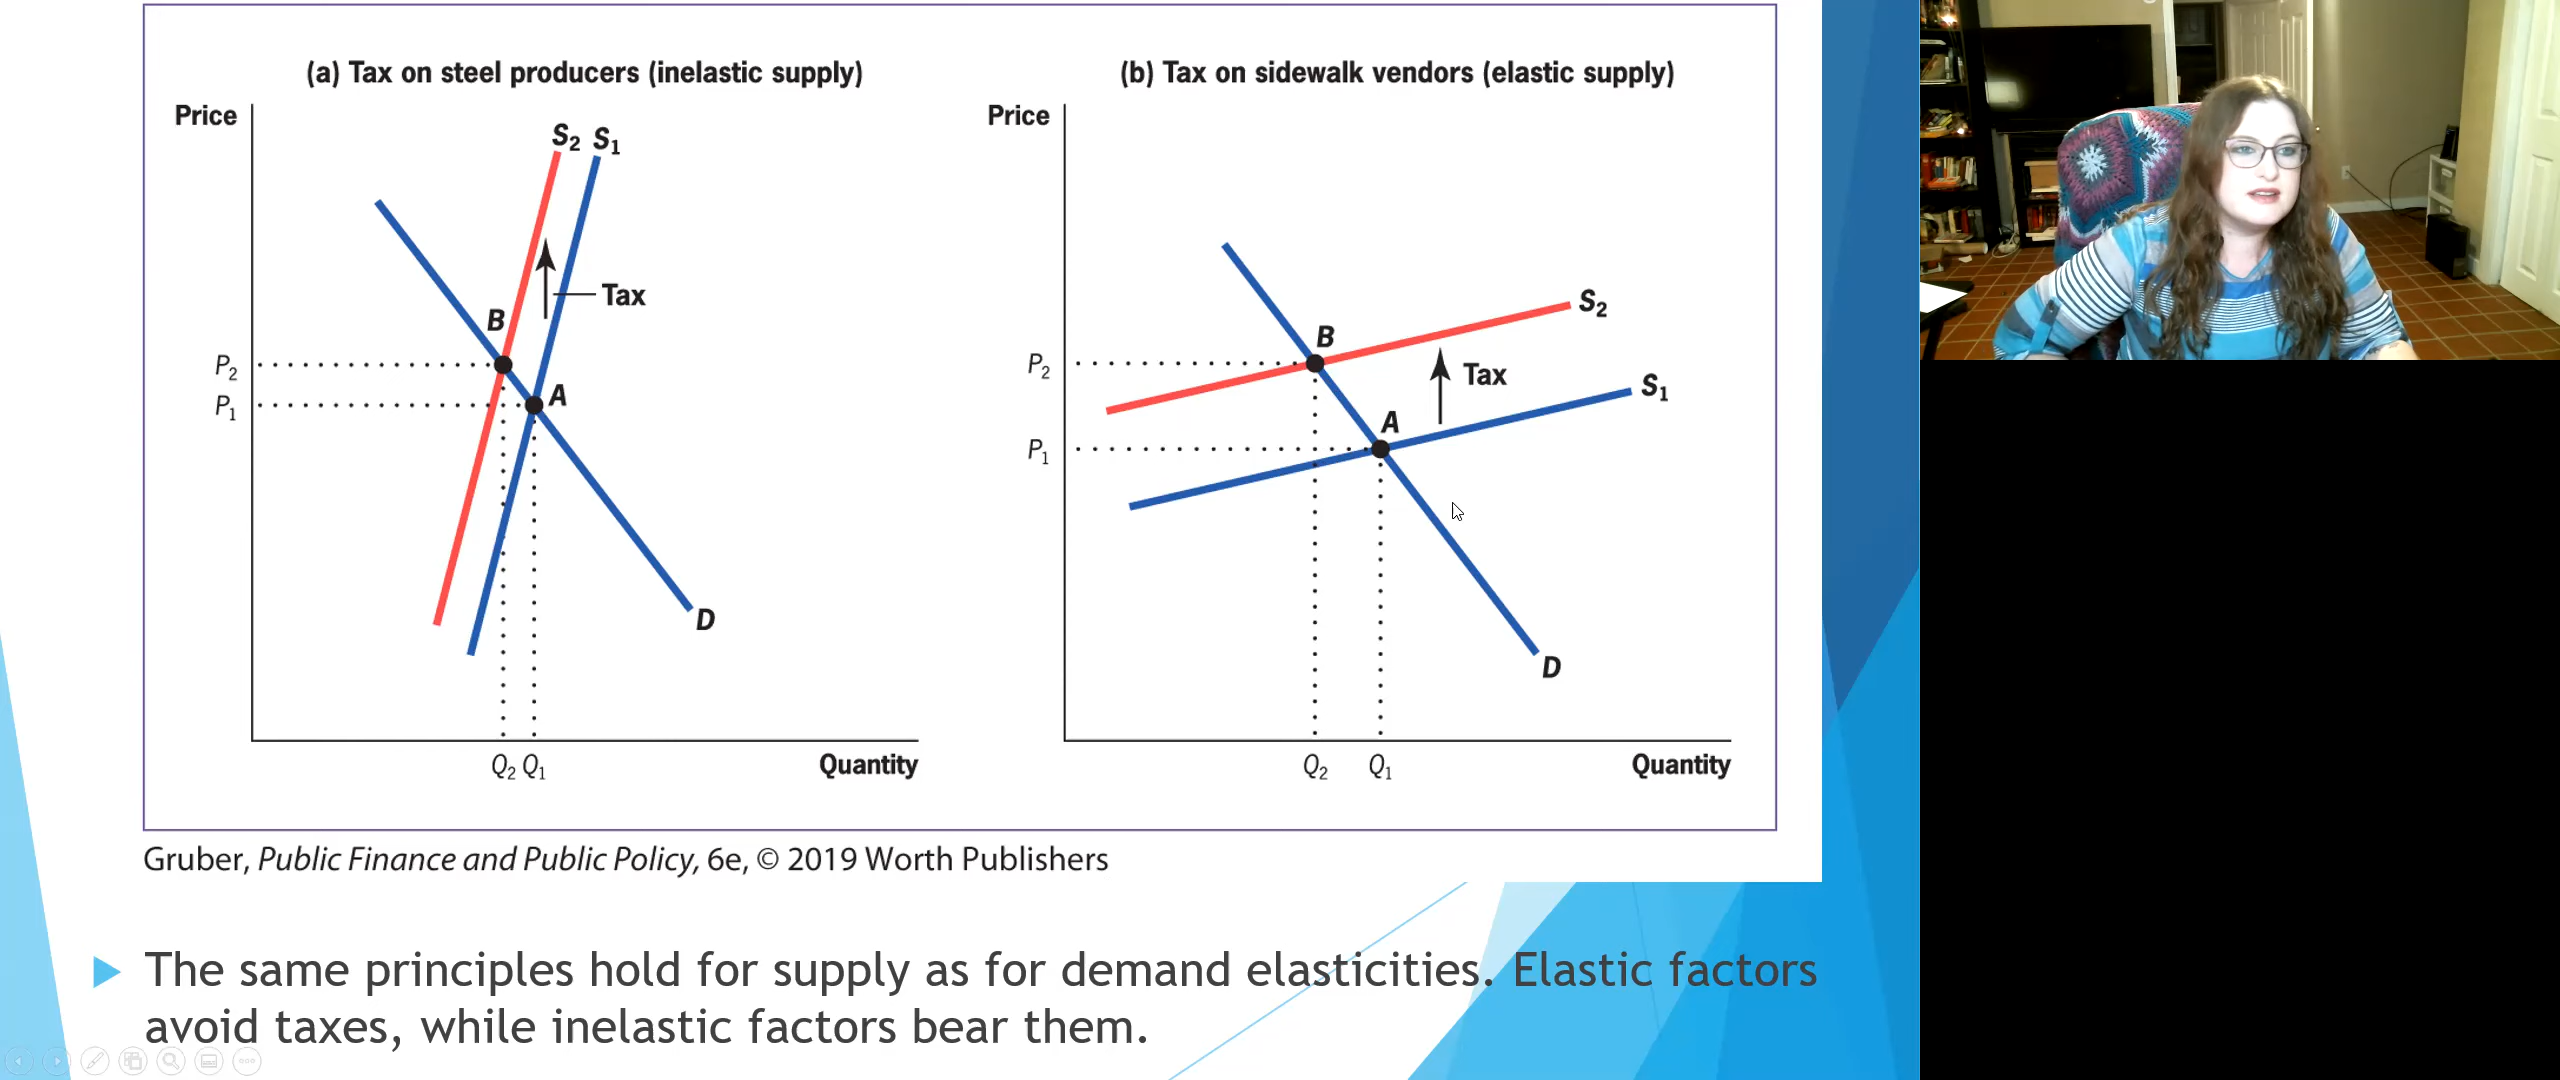 (a) Tax on steel producers (inelastic supply)
Price
S2 S1
Tax
B
A
P2
P1
D
Q2 Q1
Quantity
(b) Tax on sidewalk vendors (elastic supply)
Price
S2
B
Tax
S1
A
P2
P1
D
Q2 Q1
Quantity
Gruber, Public Finance and Public Policy, 6e, © 2019 Worth Publishers
The same principles hold for supply as for demand elasticities. Elastic factors
avoid taxes, while inelastic factors bear them.